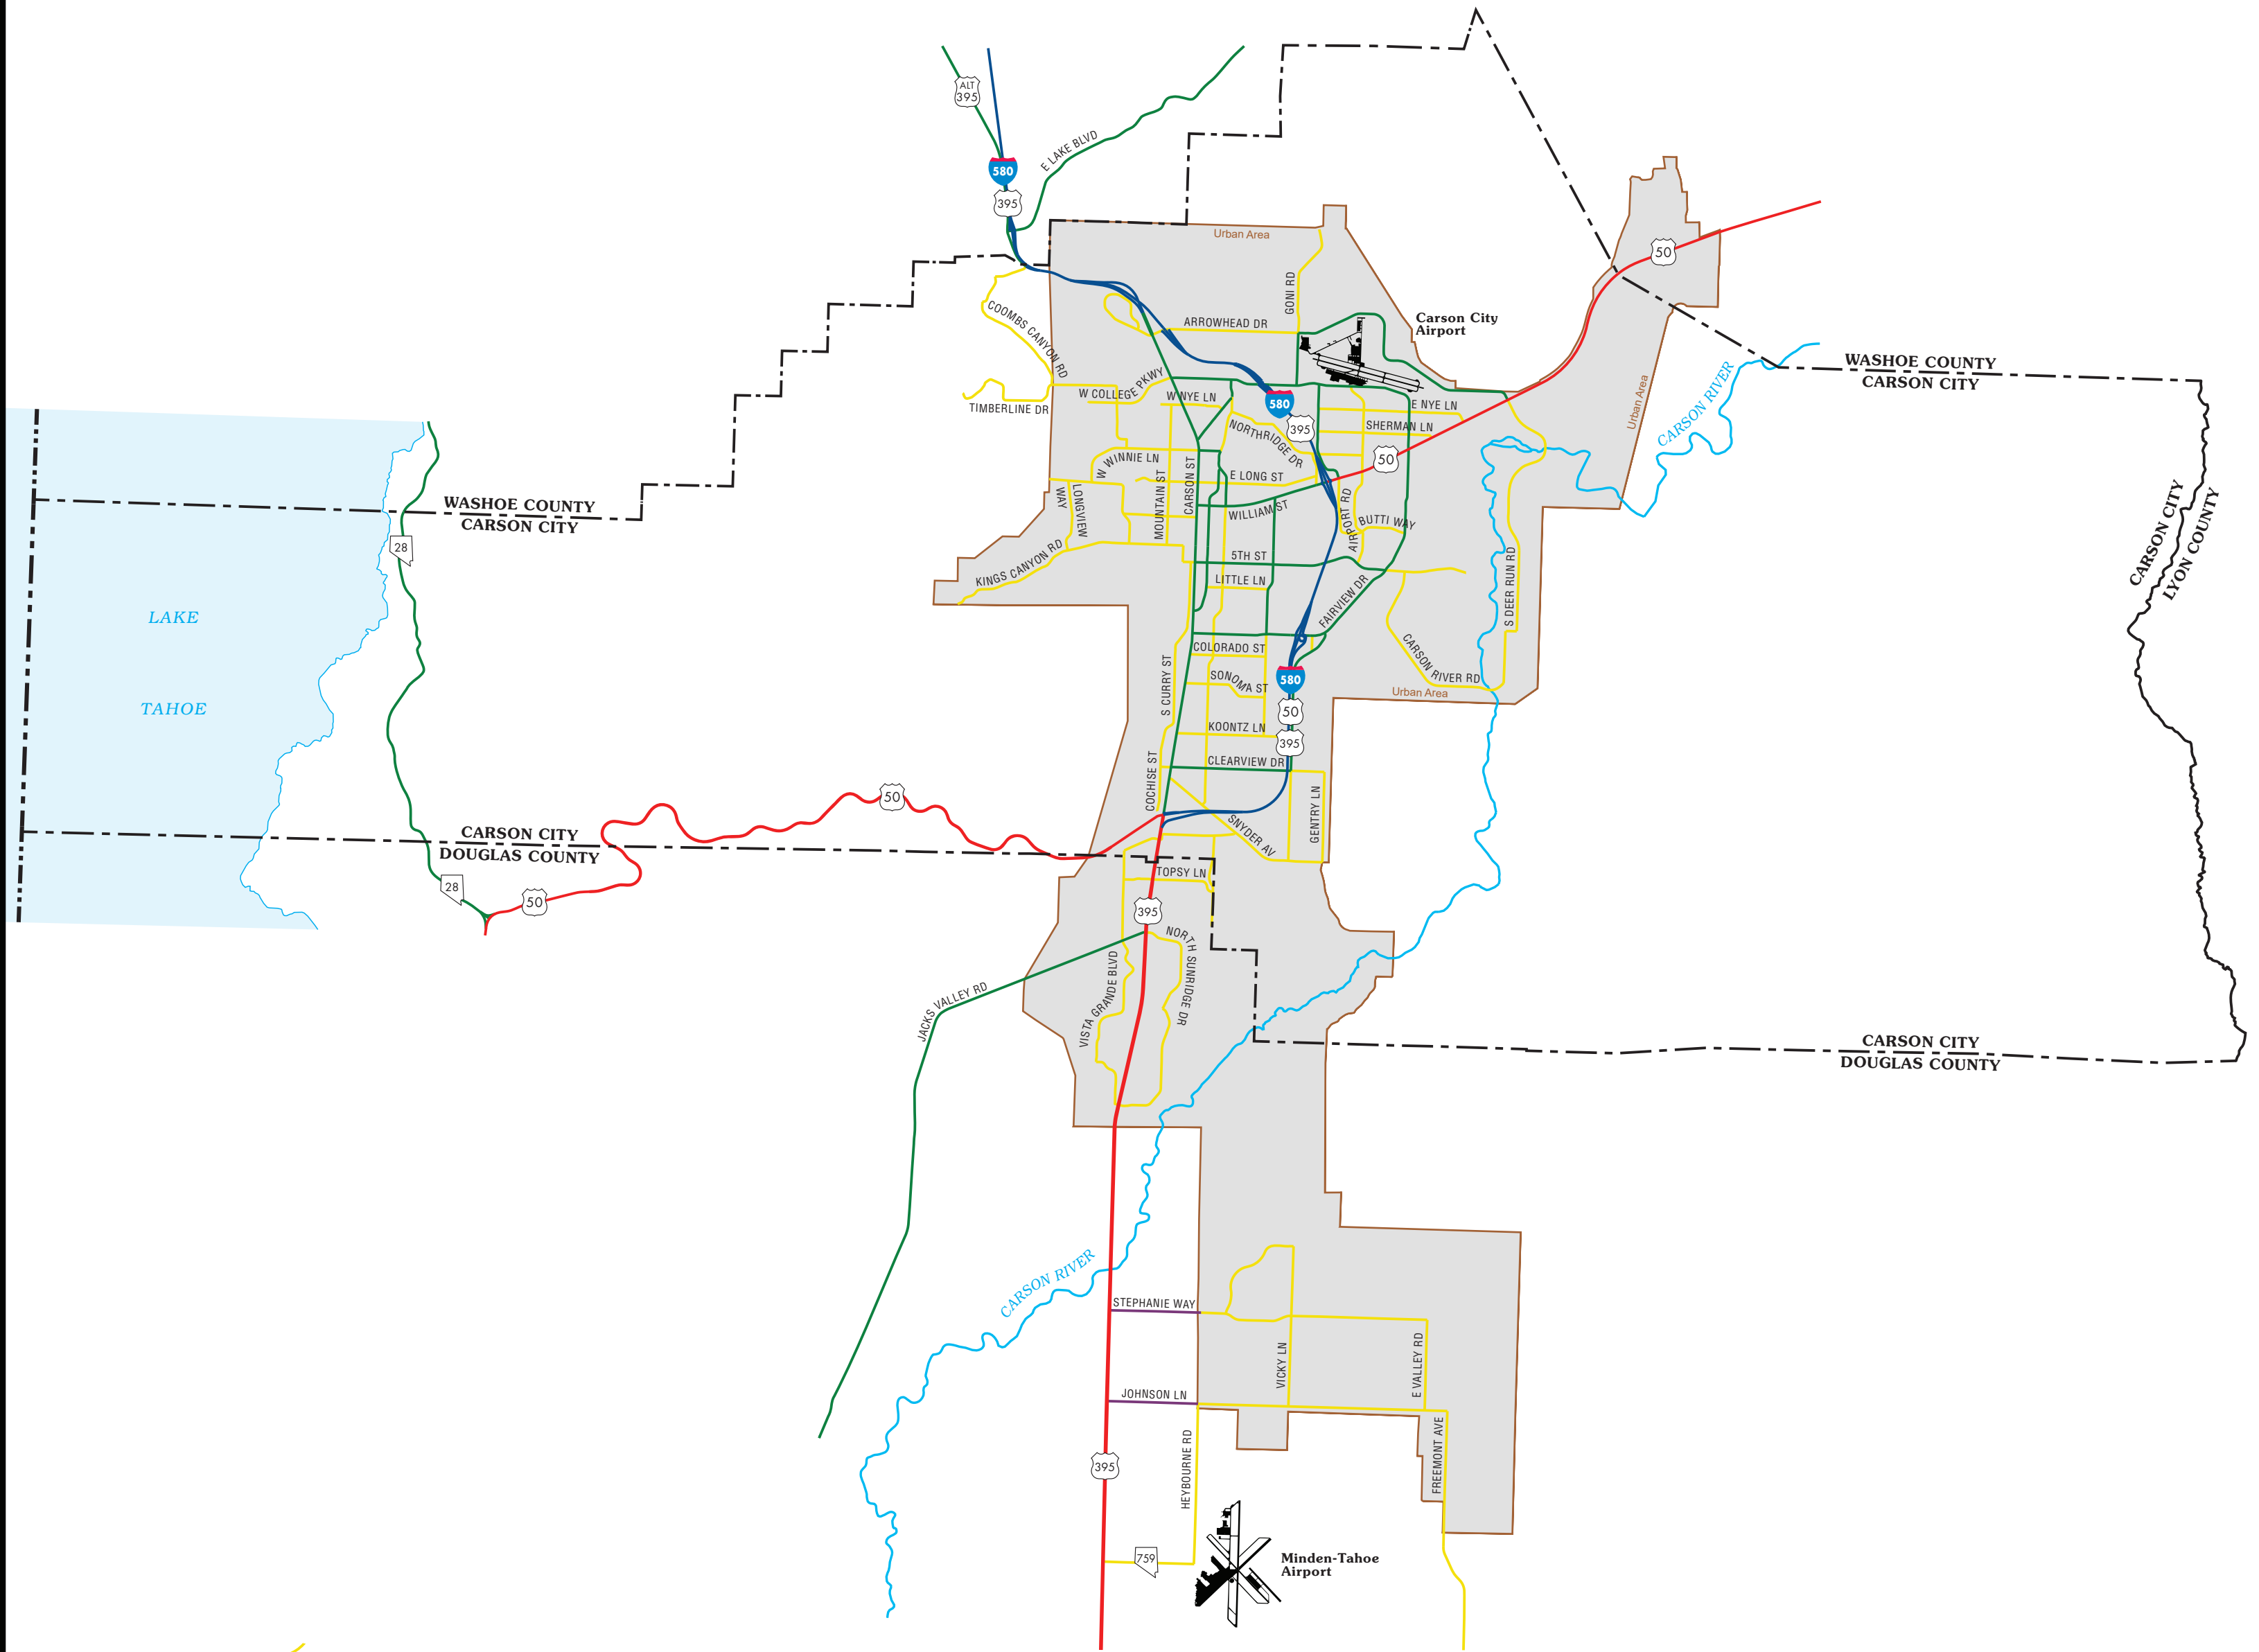 ALT
395
580
395
E LAKE BLVD
Urban Area
GONI RD
50
COOMBS CANYON RD
ARROWHEAD DR
Carson City
Airport
WASHOE COUNTY
CARSON CITY
CARSON RIVER
Urban Area
W COLLEGE PKWY
TIMBERLINE DR
W NYE LN
580
395
E NYE LN
SHERMAN LN
NORTHRIDGE DR
50
W WINNIE LN
E LONG ST
LONGVIEW
WAY
MOUNTAIN ST
CARSON ST
WILLIAM ST
AIRPORT RD
BUTTI WAY
WASHOE COUNTY
CARSON CITY
28
CARSON CITY
LYON COUNTY
KINGS CANYON RD
5TH ST
LITTLE LN
FAIRVIEW DR
S DEER RUN RD
LAKE
TAHOE
COLORADO ST
CARSON RIVER RD
S CURRY ST
SONOMA ST
580
50
395
Urban Area
KOONTZ LN
CLEARVIEW DR
COCHISE ST
50
GENTRY LN
SNYDER AV
CARSON CITY
DOUGLAS COUNTY
28
50
TOPSY LN
395
NORTH SUNRIDGE DR
VISTA GRANDE BLVD
JACKS VALLEY RD
CARSON CITY
DOUGLAS COUNTY
CARSON RIVER
STEPHANIE WAY
VICKY LN
E VALLEY RD
JOHNSON LN
395
HEYBOURNE RD
FREEMONT AVE
759
Minden-Tahoe
Airport